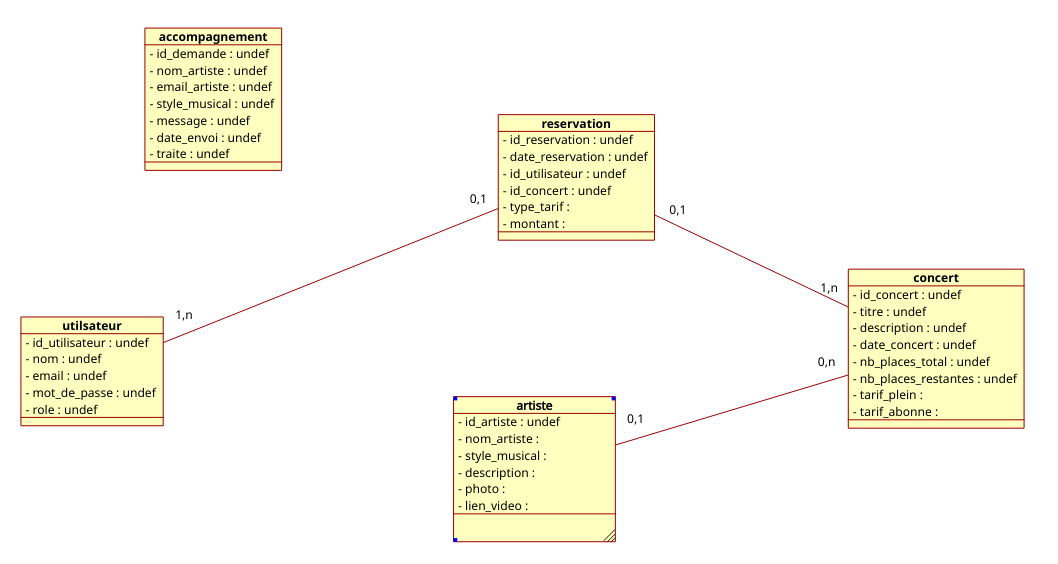 accompagnement
- id_demande : undef
- nom_artiste : undef
- email_artiste : undef
- style_musical : undef
- message : undef
- date_envoi : undef
- traite : undef
reservation
- id_reservation : undef
- date_reservation : undef
- id_utilisateur : undef
- id_concert : undef
- type_tarif :
- montant :
0,1
0,1
1,n
1,n
utilsateur
- id_utilisateur : undef
- nom : undef
- email : undef
- mot_de_passe : undef
- role : undef
concert
- id_concert : undef
- titre : undef
- description : undef
- date_concert : undef
- nb_places_total : undef
- nb_places_restantes : undef
- tarif_plein :
- tarif_abonne :
0,n
0,1
artiste
- id_artiste : undef
- nom_artiste :
- style_musical :
- description :
- photo :
- lien_video :